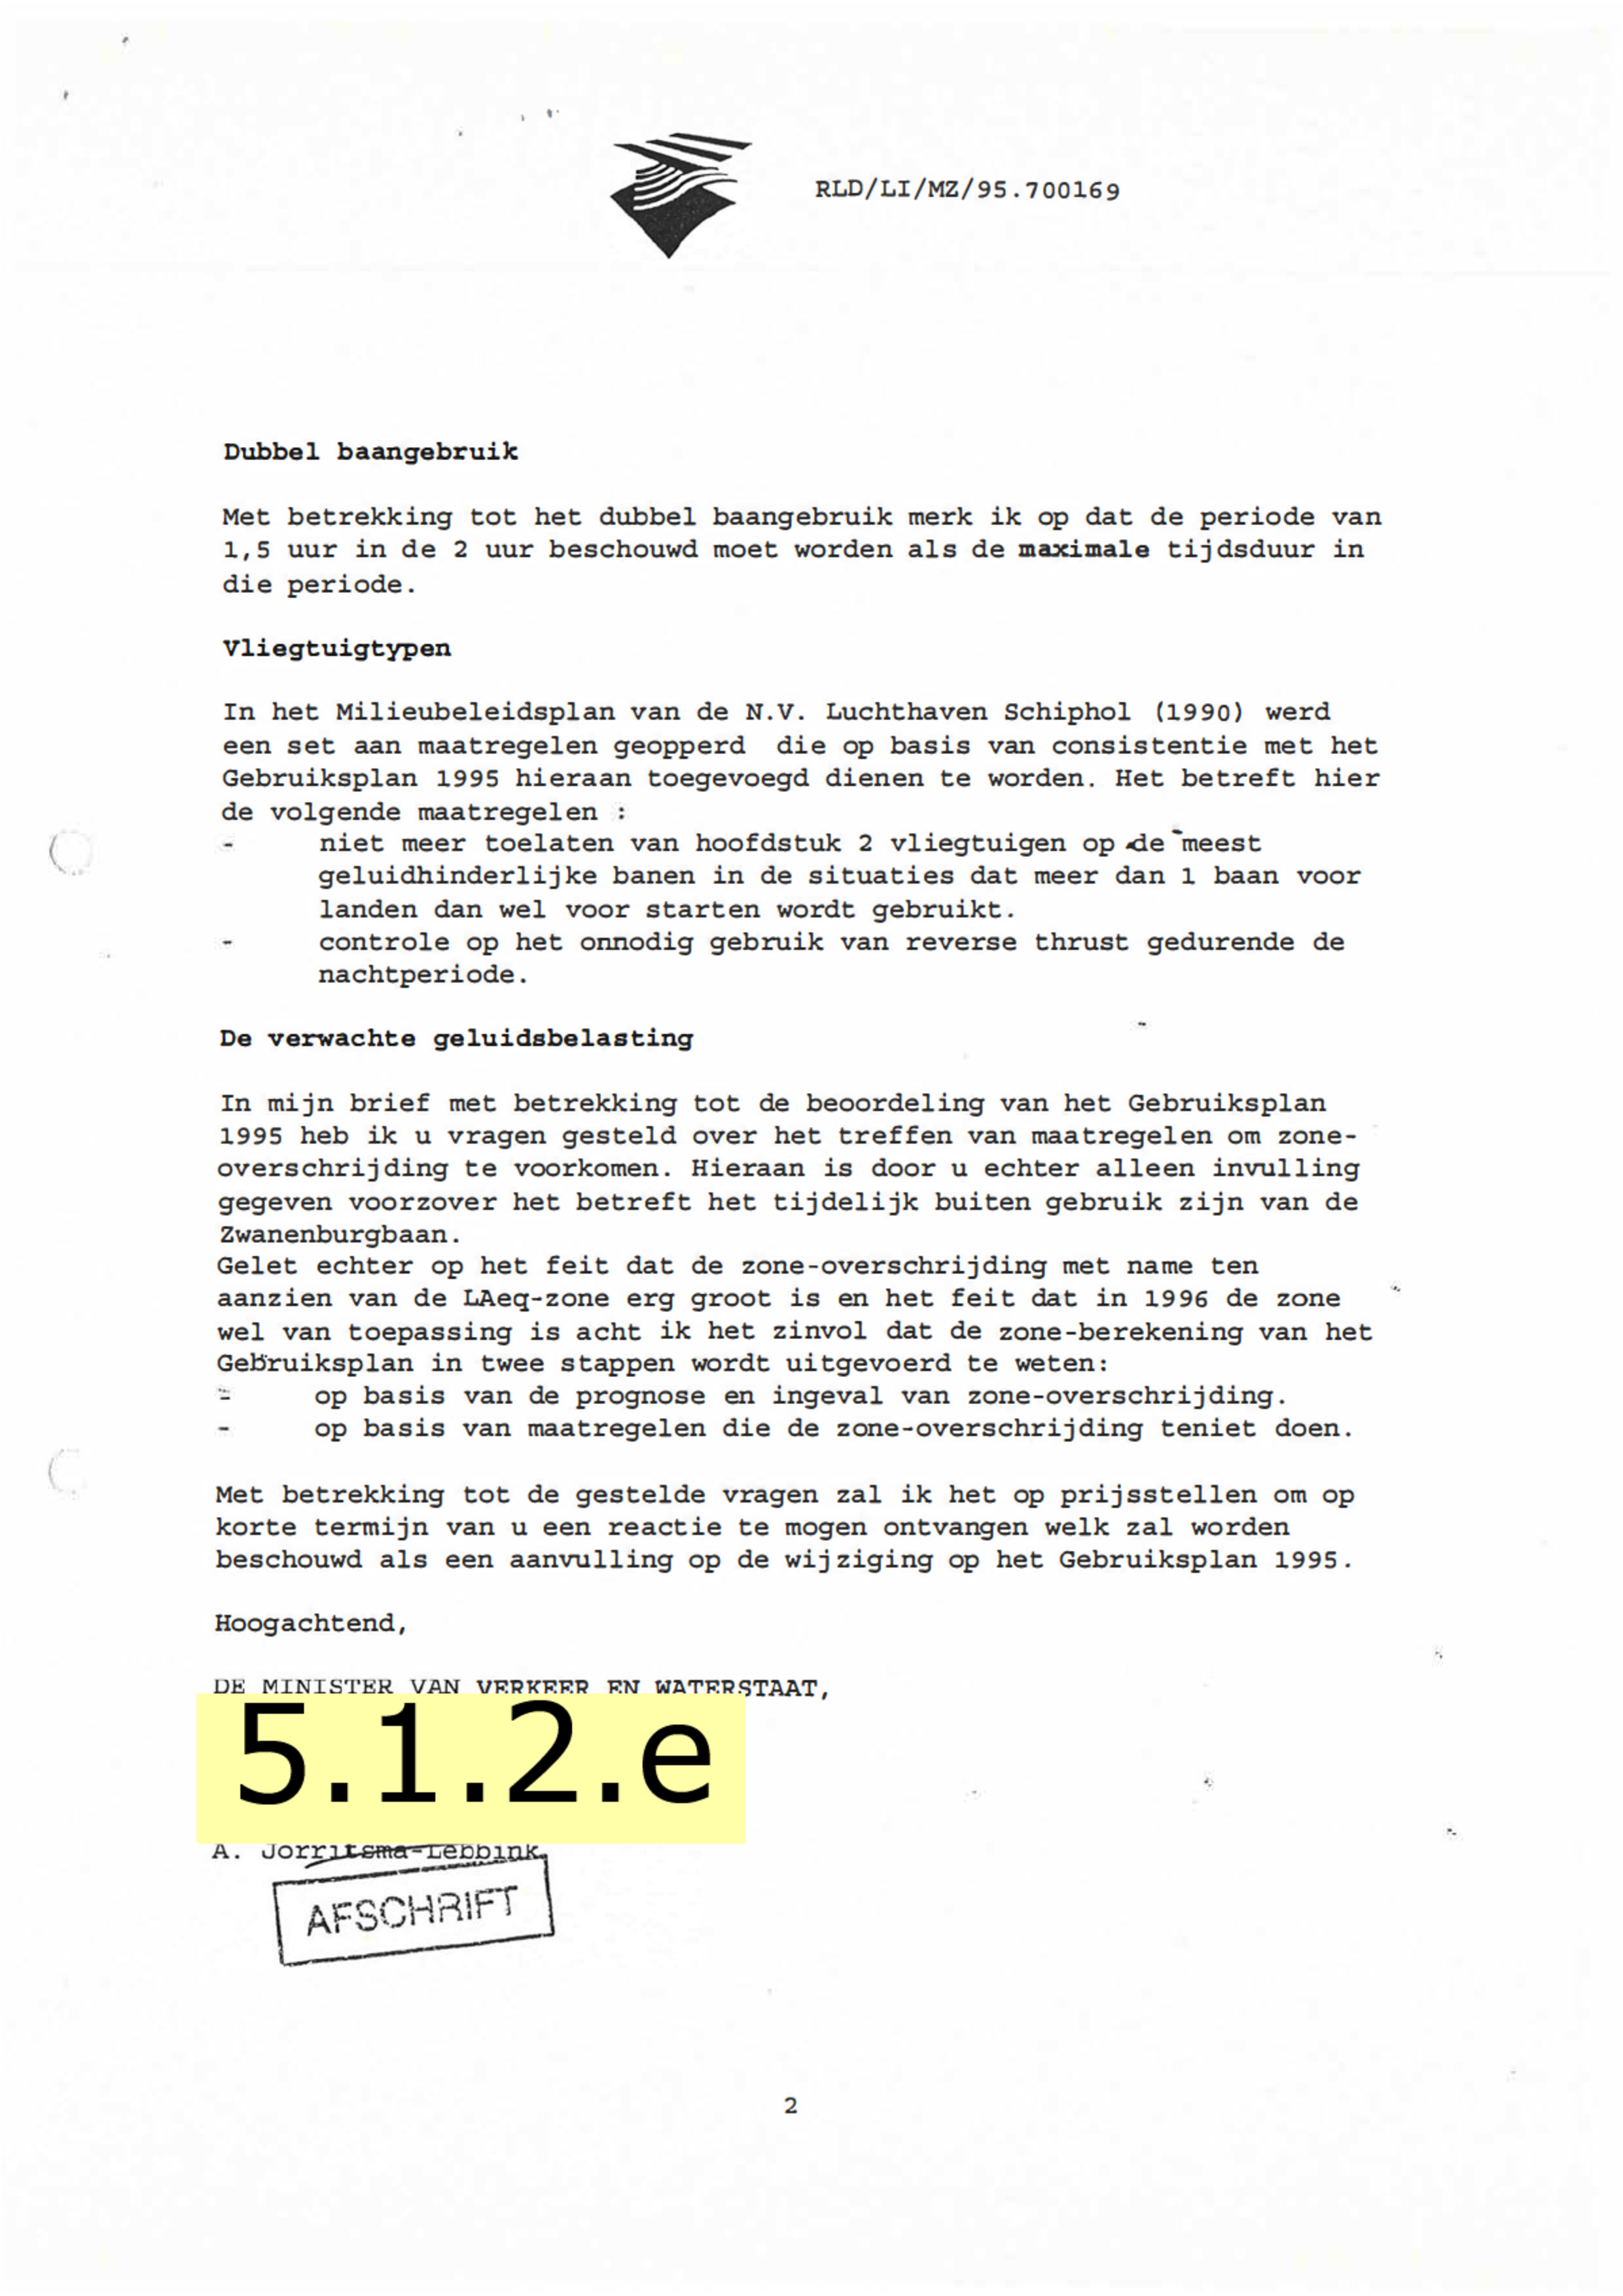 RLD/LI/MZ/95.700169
Dubbel baangebruik
Met betrekking tot het dubbel baangebruik merk ik op dat de periode van
1,5 uur in de 2 uur beschouwd moet worden als de maximale tijdsduur in
die periode.
Vliegtuigtypen
In het Milieubeleidsplan van de N.V. Luchthaven Schiphol (1990) werd
een set aan maatregelen geopperd die op basis van consistentie met het
Gebruiksplan 1995 hieraan toegevoegd dienen te worden. Het betreft hier
de volgende maatregelen :
- niet meer toelaten van hoofdstuk 2 vliegtuigen op de meest
geluidhinderlijke banen in de situaties dat meer dan 1 baan voor
landen dan wel voor starten wordt gebruikt.
- controle op het onnodig gebruik van reverse thrust gedurende de
nachtperiode.
De verwachte geluidsbelasting
In mijn brief met betrekking tot de beoordeling van het Gebruiksplan
1995 heb ik u vragen gesteld over het treffen van maatregelen om zone-
overschrijding te voorkomen. Hieraan is door u echter alleen invulling
gegeven voorzover het betreft het tijdelijk buiten gebruik zijn van de
Zwanenburgbaan.
Gelet echter op het feit dat de zone-overschrijding met name ten
aanzien van de LAeq-zone erg groot is en het feit dat in 1996 de zone
wel van toepassing is acht ik het zinvol dat de zone-berekening van het
Gebruiksplan in twee stappen wordt uitgevoerd te weten:
- op basis van de prognose en ingeval van zone-overschrijding.
- op basis van maatregelen die de zone-overschrijding teniet doen.
Met betrekking tot de gestelde vragen zal ik het op prijsstellen om op
korte termijn van u een reactie te mogen ontvangen welk zal worden
beschouwd als een aanvulling op de wijziging op het Gebruiksplan 1995.
Hoogachtend,
DE MINISTER VAN VERKEER EN WATERSTAAT,
5.1.2.e
A. Jorritsma-Lebbink
AFSCHRIFT
2